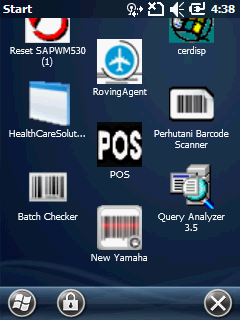 Start
4:38
Reset SAPWM530
(1)
cerdisp
RovingAgent
HealthCareSolut...
Perhutani Barcode
Scanner
POS
POS
Batch Checker
Query Analyzer
3.5
New Yamaha